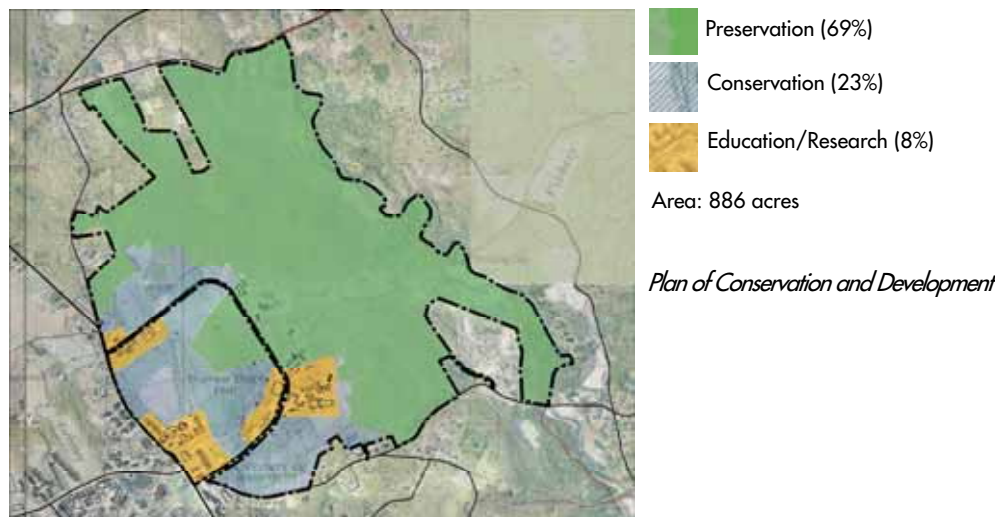 Preservation (69%)
Conservation (23%)
Education/Research (8%)
Area: 886 acres
Plan of Conservation and Development